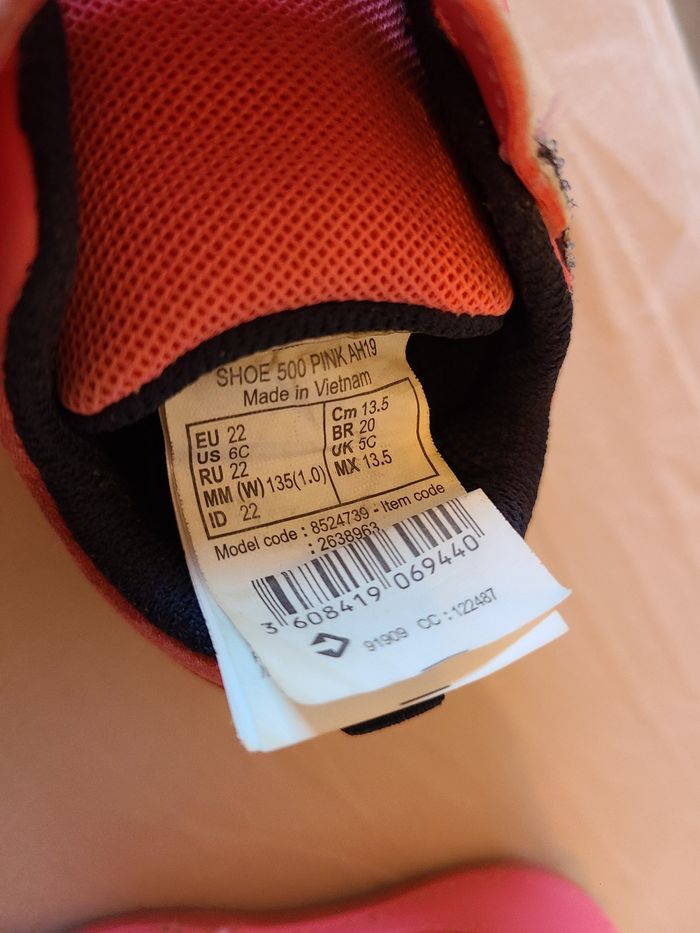 SHOE 500 PINK AH19
Made in Vietnam
EU 22
US 6C
RU 22
MM (W) 135(1.0)
ID 22
Cm 13.5
BR 20
UK 5C
MX 13.5
Model code : 8524739 - Item code
: 2638963
3 608419 069440
91909 CC : 122487